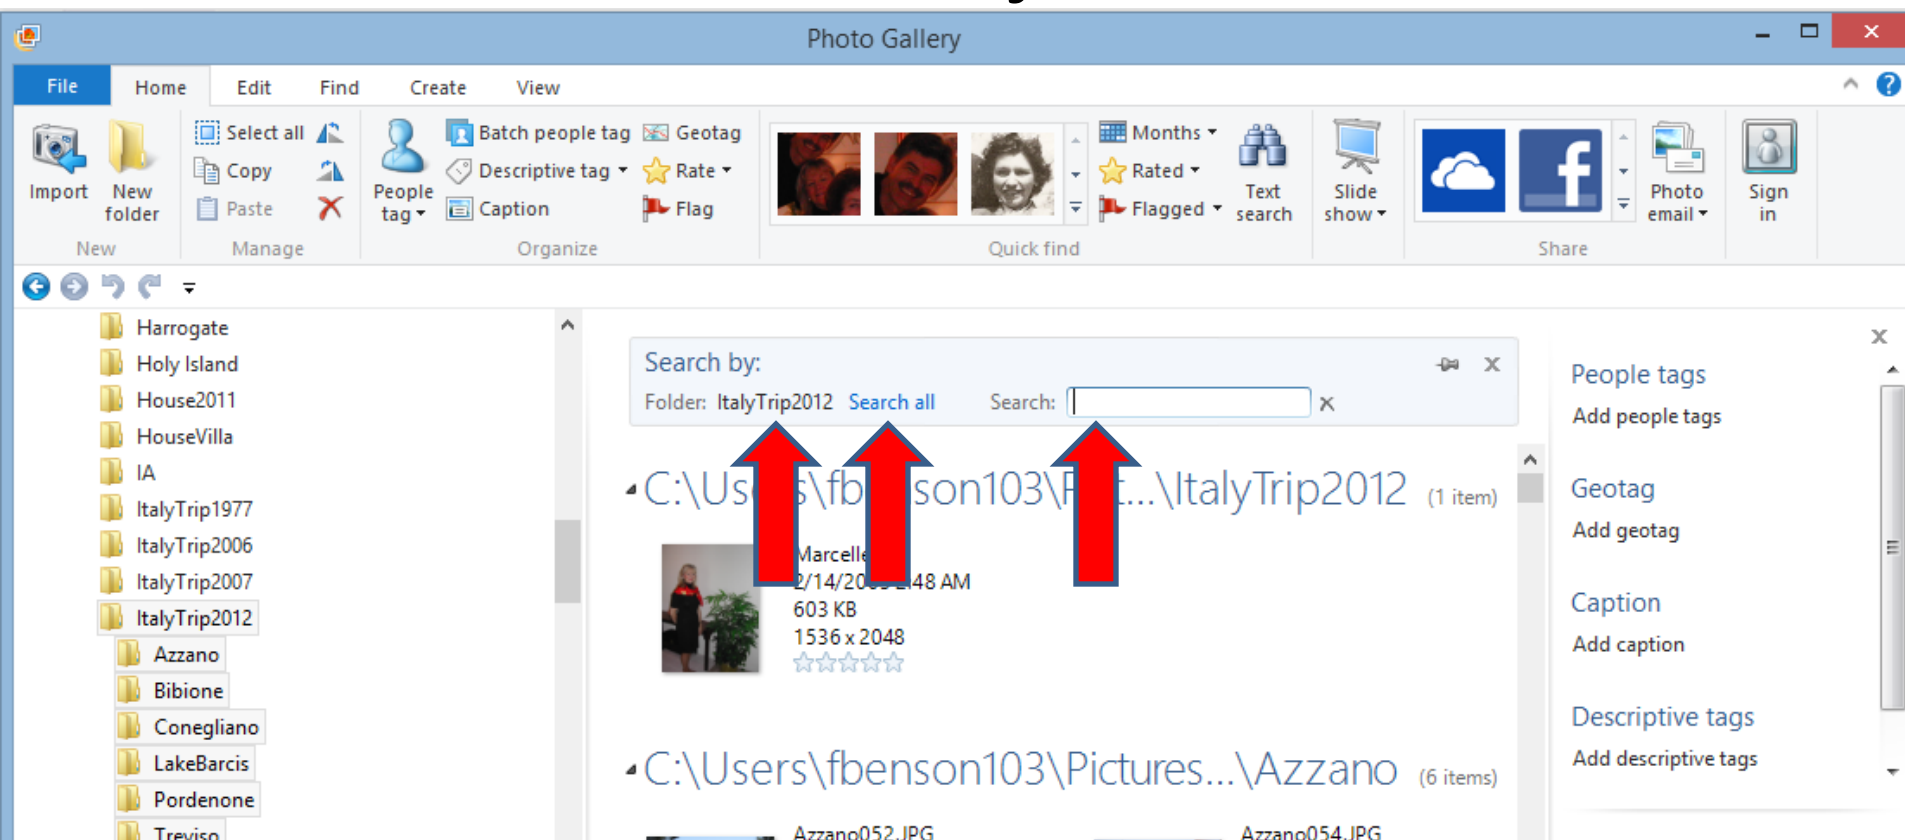 Photo Gallery
File Home Edit Find Create View
Import
New folder
New
Select all
Copy
Paste
Manage
People tag
Batch people tag
Descriptive tag
Caption
Geotag
Rate
Flag
Organize
Months
Rated
Flagged
Text search
Quick find
Slide show
Photo email
Share
Sign in
Harrogate
Holy Island
House2011
HouseVilla
IA
ItalyTrip1977
ItalyTrip2006
ItalyTrip2007
ItalyTrip2012
Azzano
Bibione
Conegliano
LakeBarcis
Pordenone
Treviso
Search by:
Folder: ItalyTrip2012 Search all Search:
(1 item)
603 KB
1536 x 2048
C:\Users\fbenson103\Pictures...\Azzano (6 items)
Azzano052.JPG Azzano054.JPG
People tags
Add people tags
Geotag
Add geotag
Caption
Add caption
Descriptive tags
Add descriptive tags